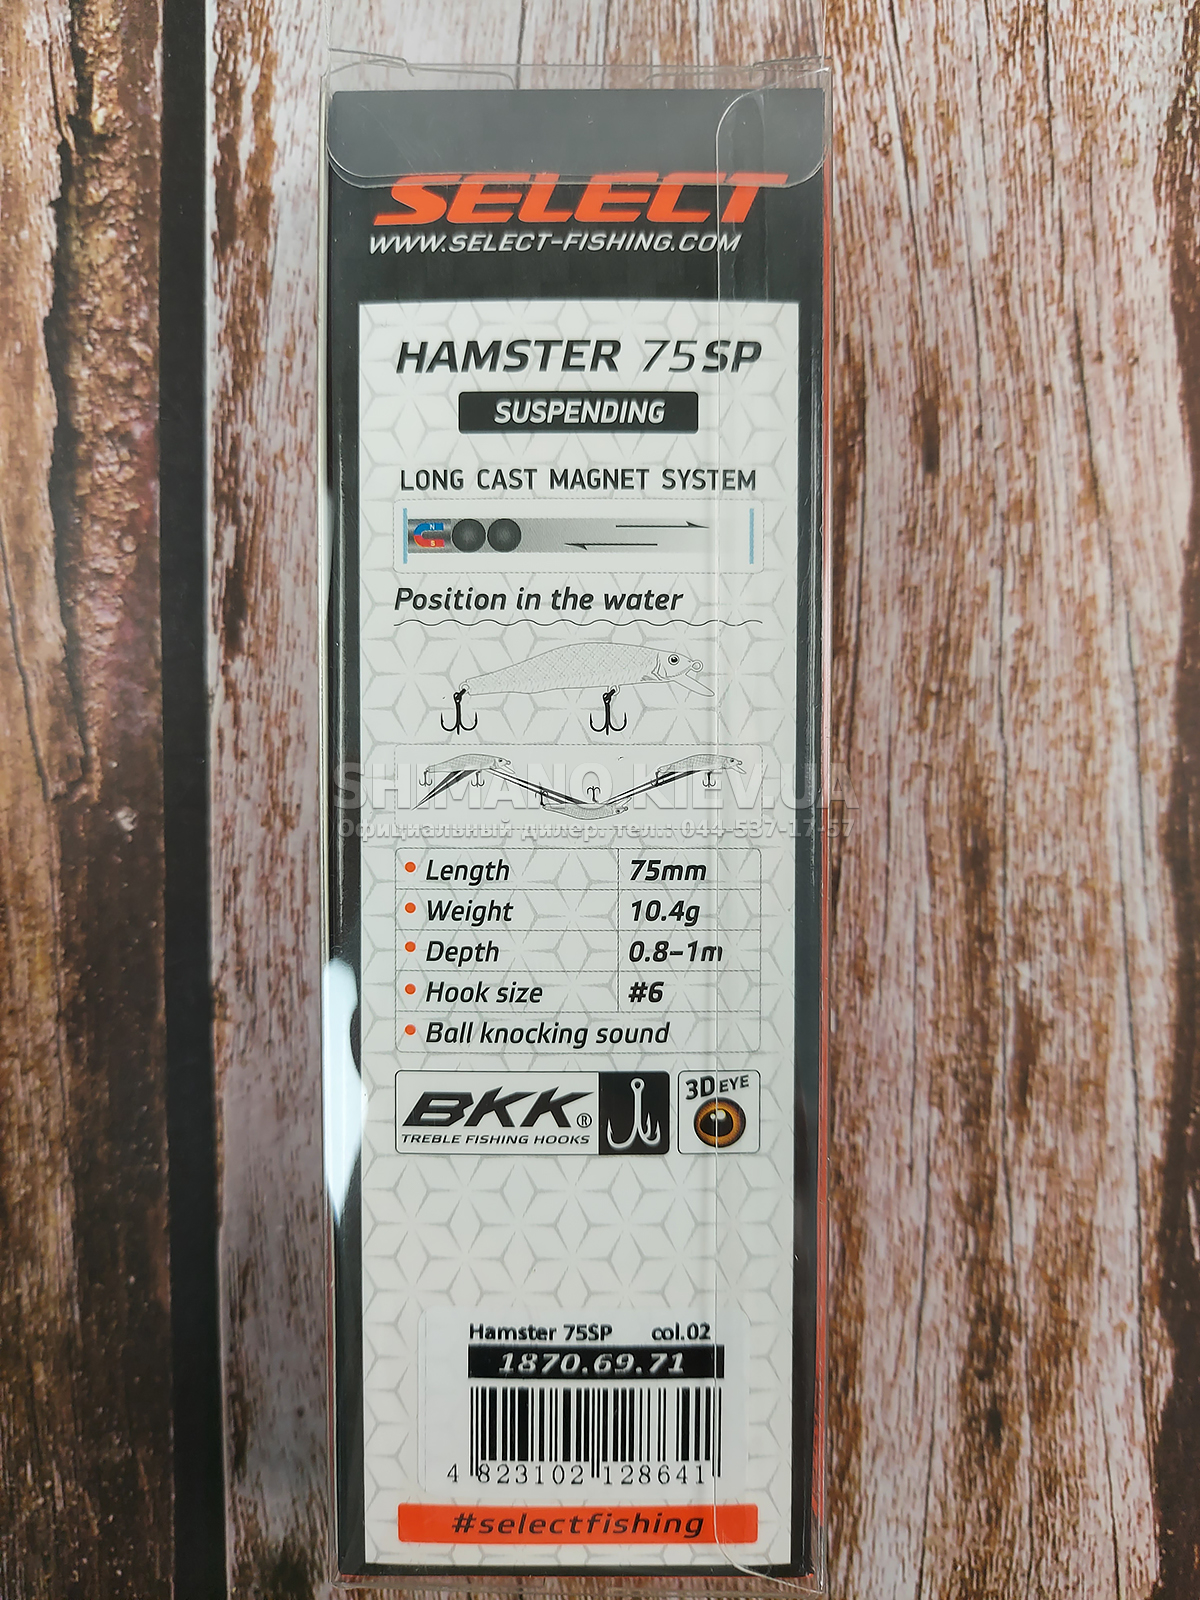 SELECT
WWW.SELECT-FISHING.COM
HAMSTER 75SP
SUSPENDING
LONG CAST MAGNET SYSTEM
N
S
Position in the water
SHIMANO.KIEV.UA
Официальный дилер. тел.: 044-537-17-57
• Length 75mm
• Weight 10.4g
• Depth 0.8–1m
• Hook size #6
• Ball knocking sound
BKK®
TREBLE FISHING HOOKS
3D EYE
Hamster 75SP col.02
1870.69.71
4 823102 128641
#selectfishing